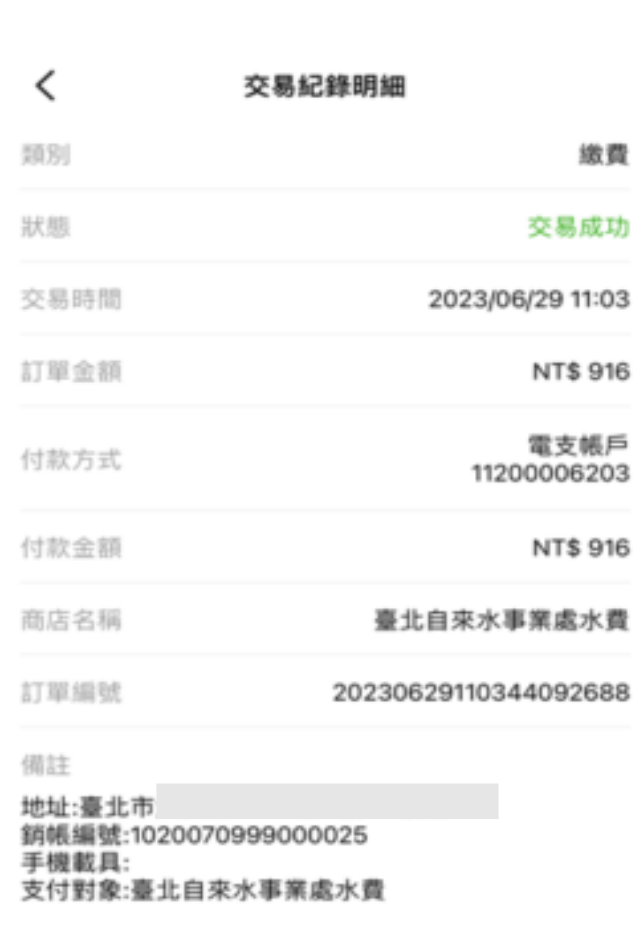 交易紀錄明細
類別 繳費
狀態 交易成功
交易時間 2023/06/29 11:03
訂單金額 NT$ 916
付款方式 電支帳戶
11200006203
付款金額 NT$ 916
商店名稱 臺北自來水事業處水費
訂單編號 20230629110344092688
備註
地址:臺北市
銷帳編號:1020070999000025
手機載具:
支付對象:臺北自來水事業處水費